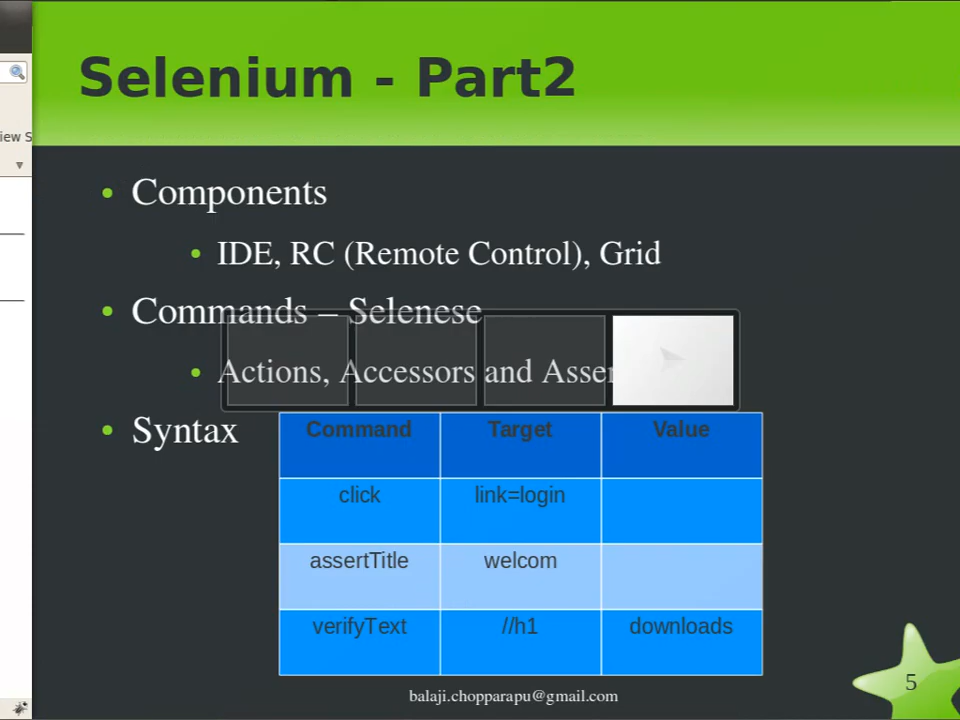 Selenium - Part2
iew S
• Components
• IDE, RC (Remote Control), Grid
• Commands – Selenese
• Actions, Accessors and Asser
• Syntax
Command Target Value
click link=login
assertTitle welcom
verifyText //h1 downloads
balaji.chopparapu@gmail.com
5